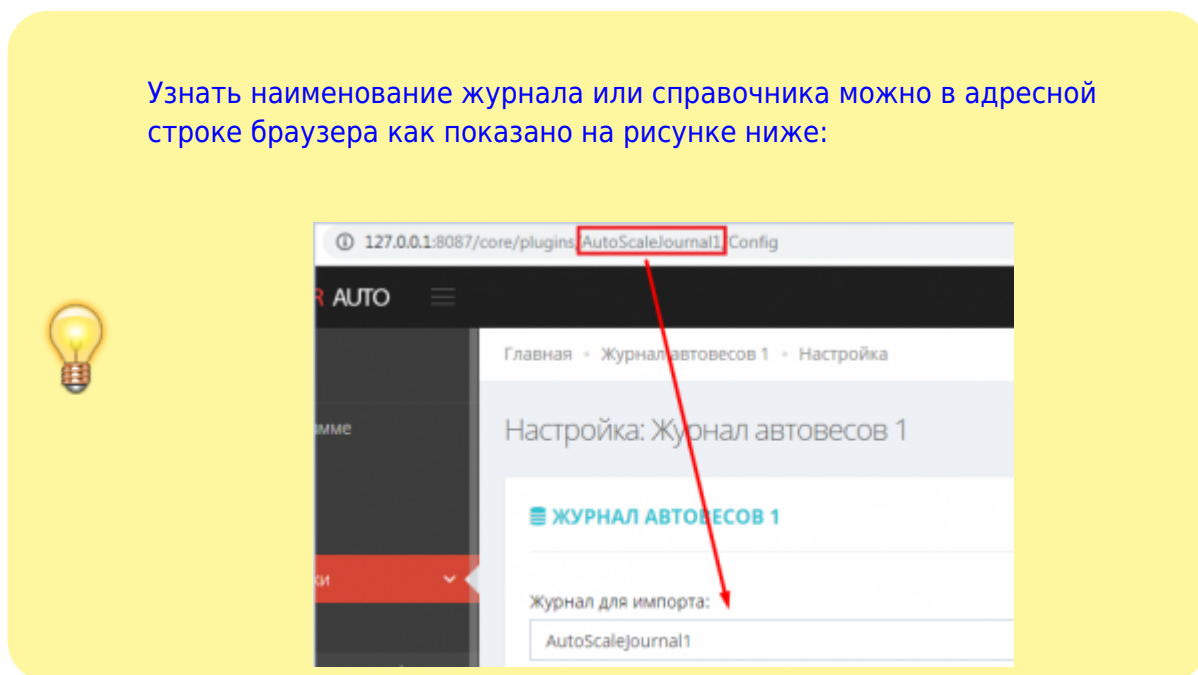 Узнать наименование журнала или справочника можно в адресной
строке браузера как показано на рисунке ниже:
127.0.0.1:8087/core/plugins/AutoScaleJournal1/Config
R AUTO
Главная • Журнал автовесов 1 • Настройка
амме
Настройка: Журнал автовесов 1
ЖУРНАЛ АВТОВЕСОВ 1
ки
Журнал для импорта:
AutoScaleJournal1